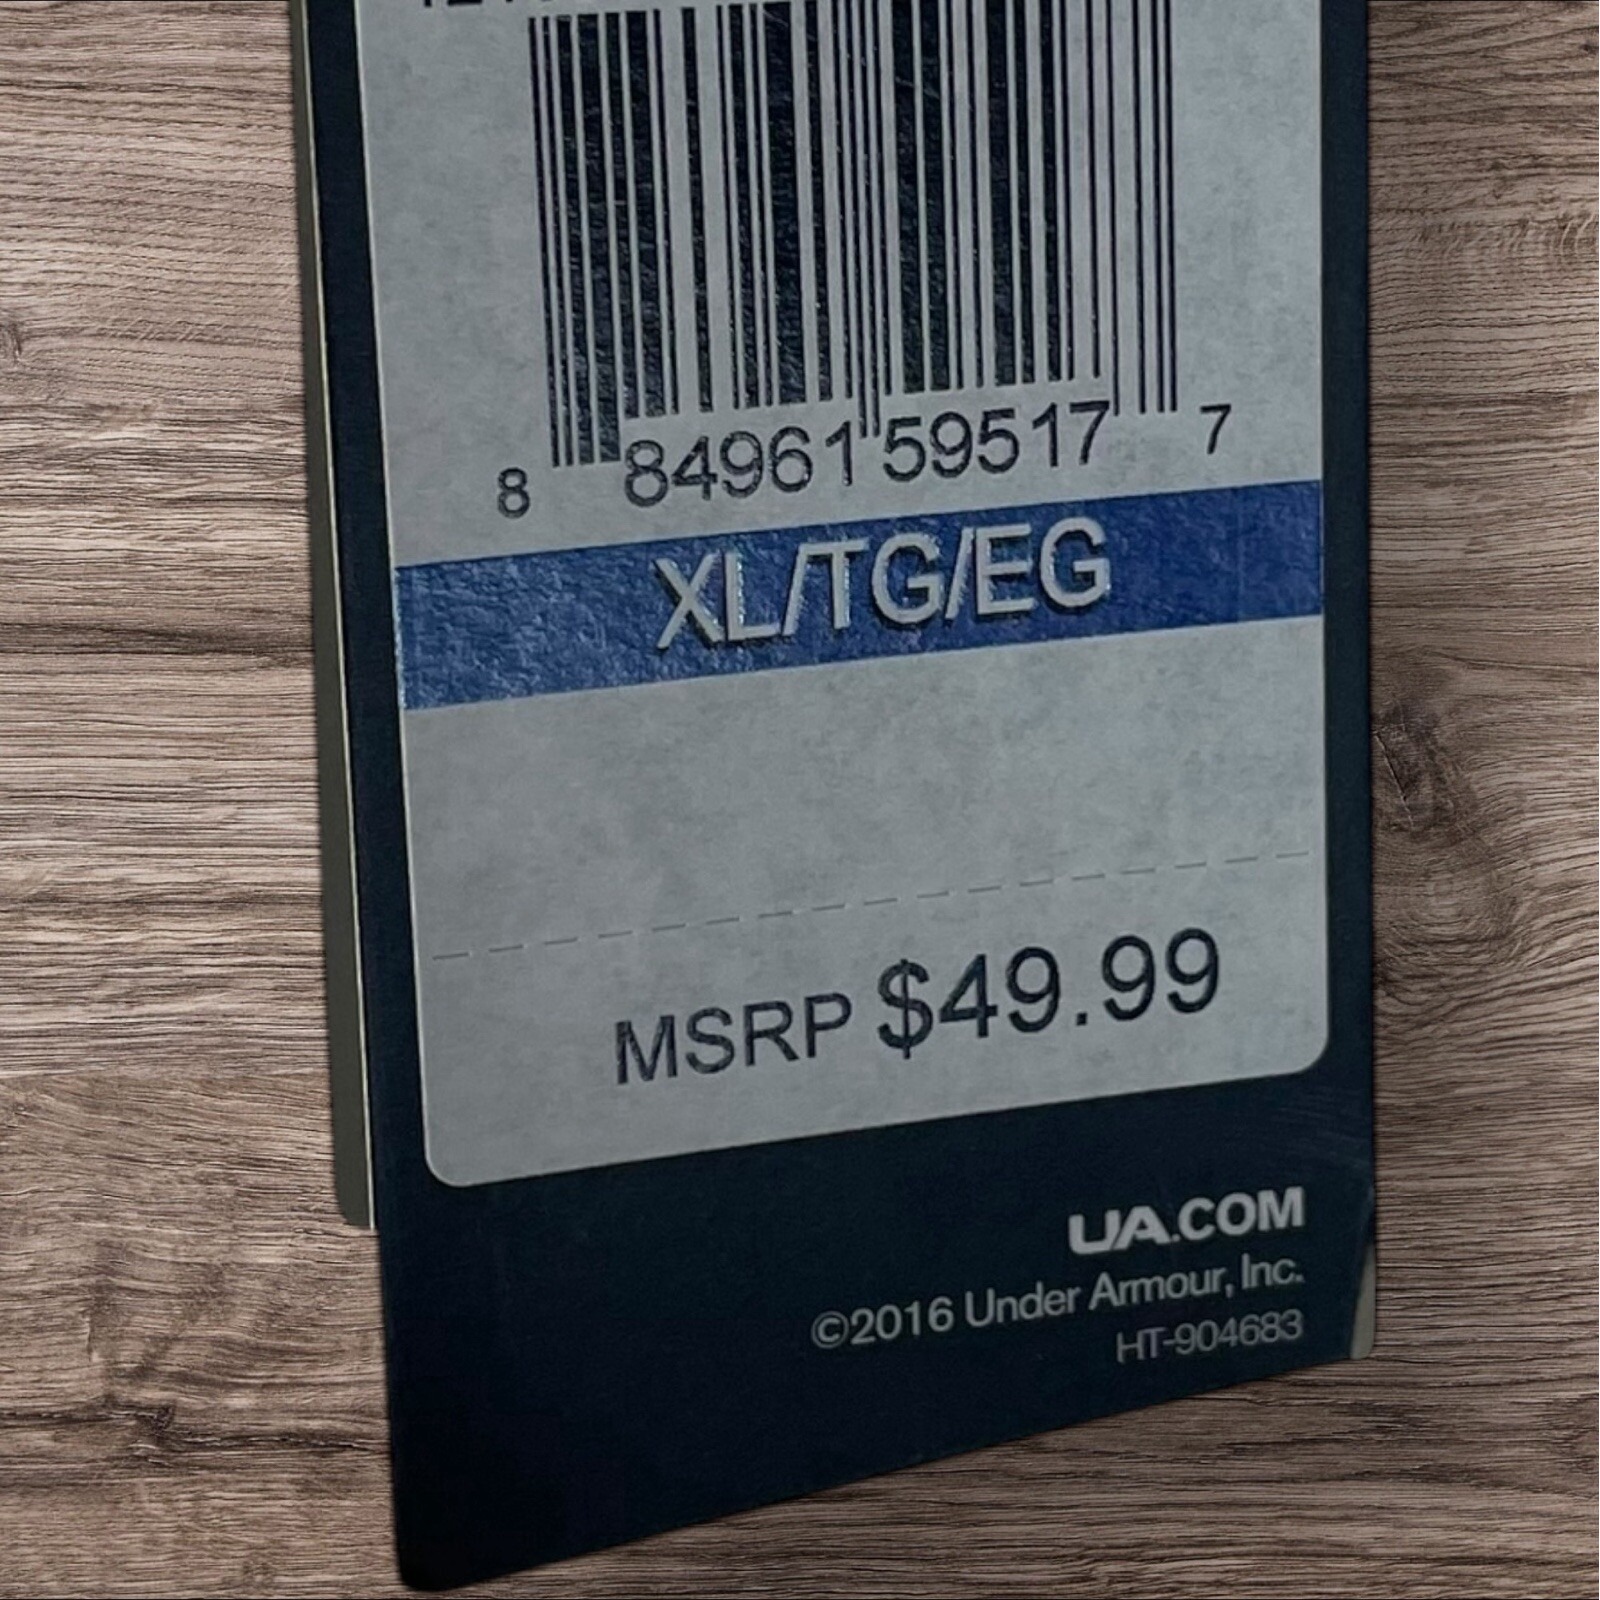 8 84961 59517 7
XL/TG/EG
MSRP $49.99
UA.COM
©2016 Under Armour, Inc.
HT-904683